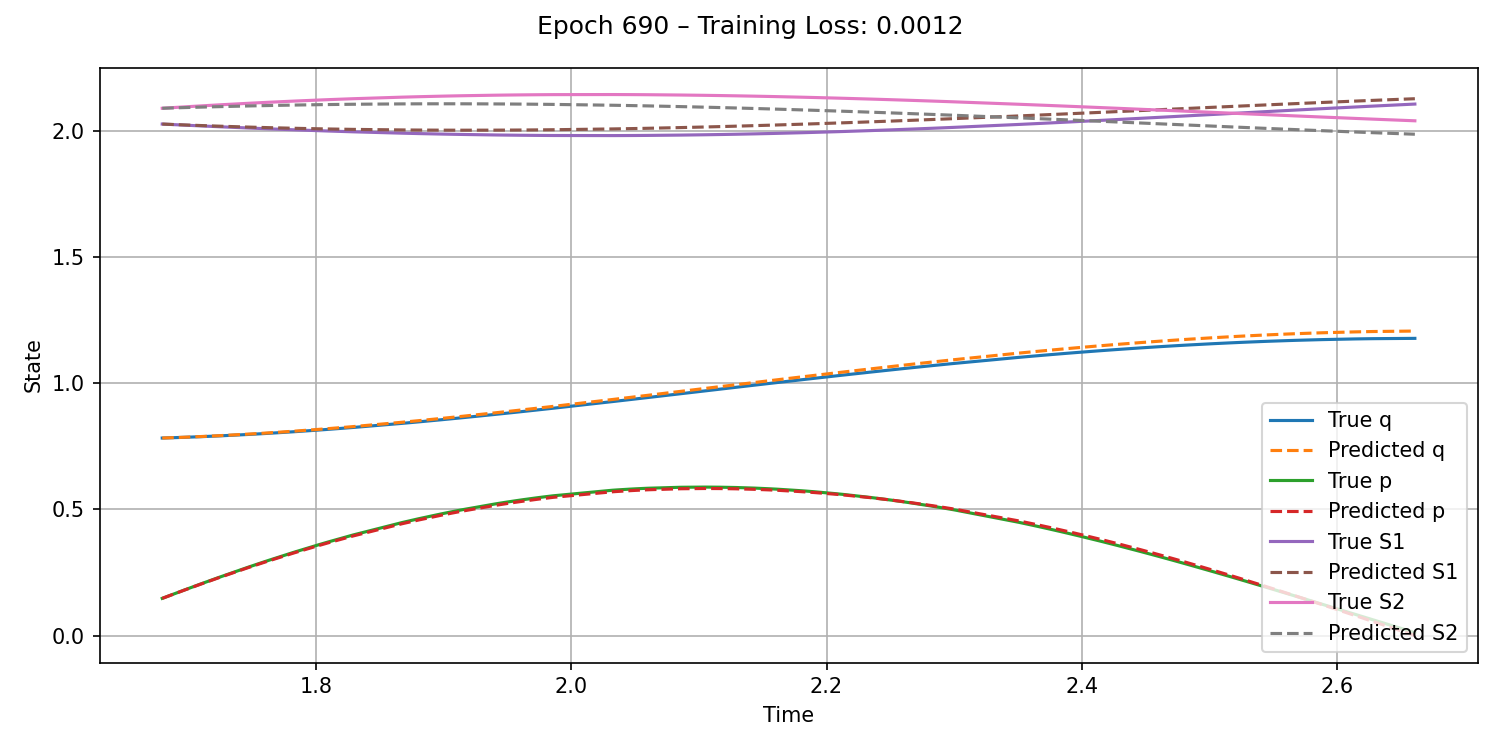 Epoch 690 – Training Loss: 0.0012
State
2.0
1.5
1.0
0.5
0.0
1.8
2.0
2.2
2.4
2.6
Time
True q
Predicted q
True p
Predicted p
True S1
Predicted S1
True S2
Predicted S2